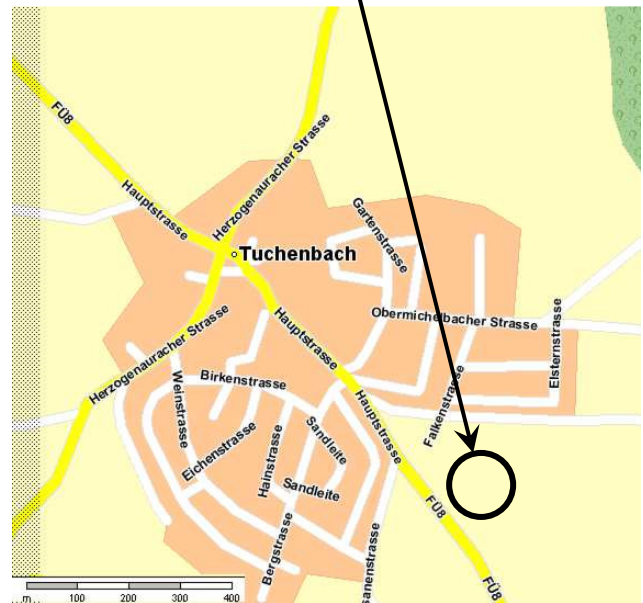 FÜ8
Hauptstrasse
Herzogenauracher Strasse
Gartenstrasse
Tuchenbach
Obermichelbacher Strasse
Hauptstrasse
Herzogenauracher Strasse
Elsternstrasse
Birkenstrasse
Weinstrasse
Falkenstrasse
Hauptstrasse
Sandleite
Eichenstrasse
Hainstrasse
Sandleite
FÜ8
Bergstrasse
sanenstrasse
FÜ8
m 100 200 300 400